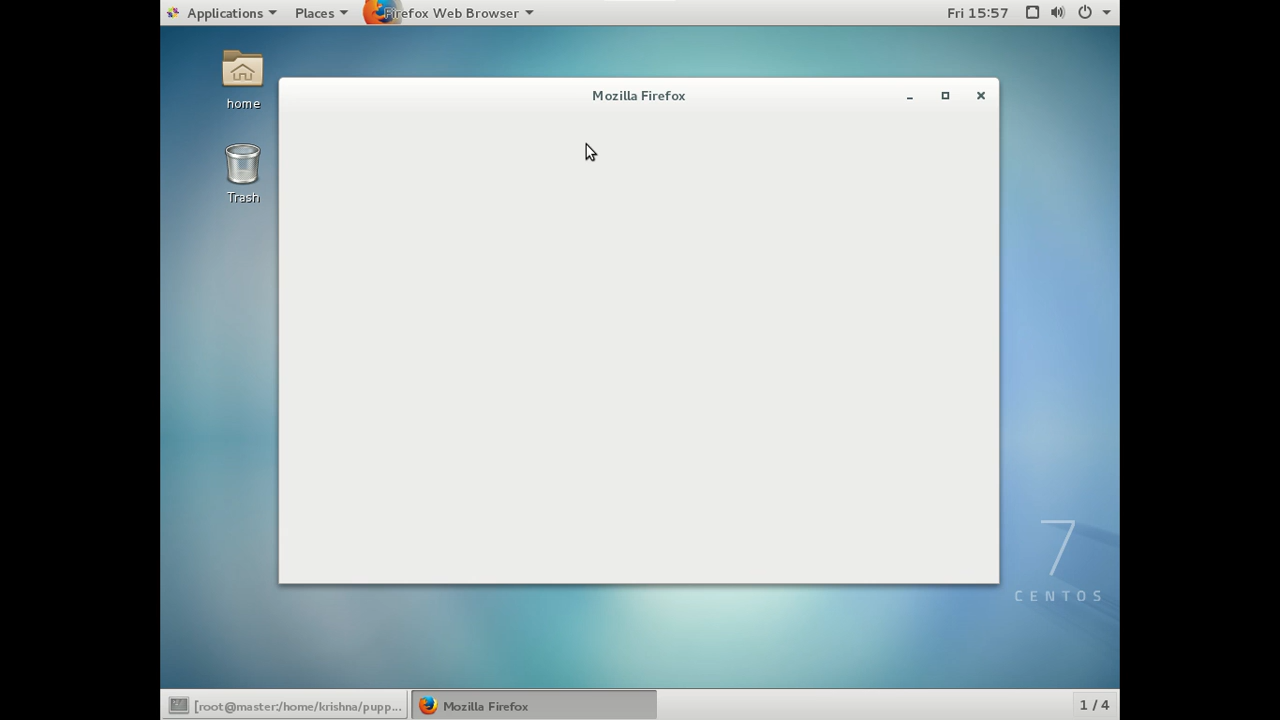 Applications Places Firefox Web Browser Fri 15:57
home
Trash
Mozilla Firefox
7
CENTOS
[root@master:/home/krishna/pupp... Mozilla Firefox 1 / 4